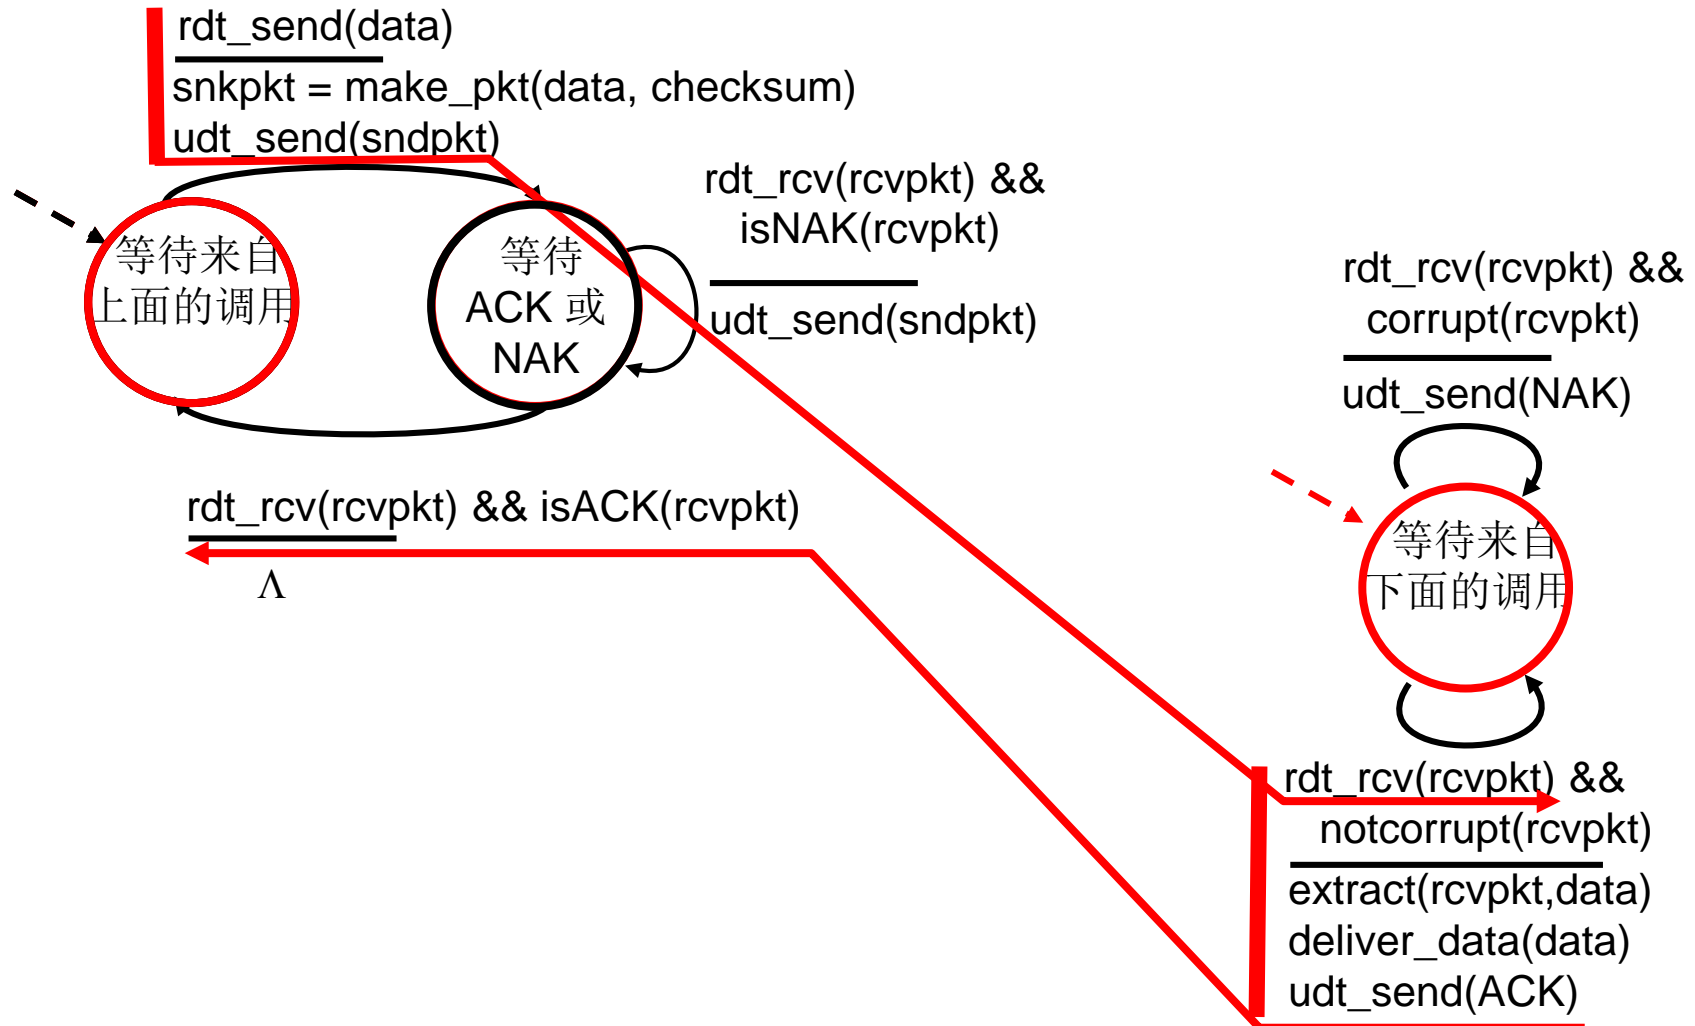 rdt_send(data)
snkpkt = make_pkt(data, checksum)
udt_send(sndpkt)
等待来自
上面的调用
等待
ACK 或
NAK
rdt_rcv(rcvpkt) &&
isNAK(rcvpkt)
udt_send(sndpkt)
rdt_rcv(rcvpkt) && isACK(rcvpkt)
Λ
rdt_rcv(rcvpkt) &&
corrupt(rcvpkt)
udt_send(NAK)
等待来自
下面的调用
rdt_rcv(rcvpkt) &&
notcorrupt(rcvpkt)
extract(rcvpkt,data)
deliver_data(data)
udt_send(ACK)